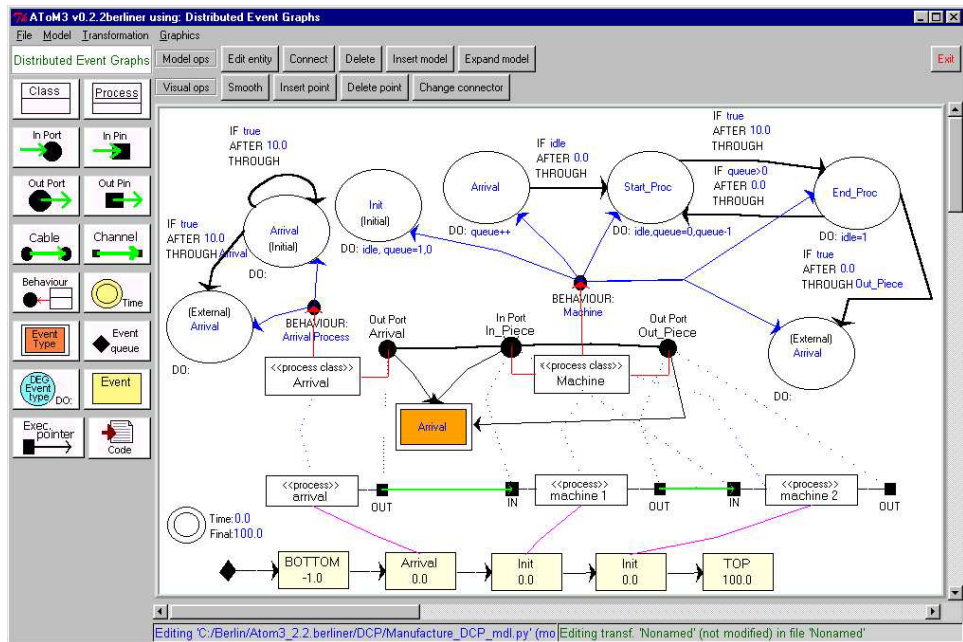 AToM3 v0.2.2berliner using: Distributed Event Graphs
File Model Transformation Graphics
Distributed Event Graphs
Model ops Edit entity Connect Delete Insert model Expand model Exit
Visual ops Smooth Insert point Delete point Change connector
Class Process
In Port In Pin
Out Port Out Pin
Cable Channel
Behaviour Time
Event Type
Event queue
DEG Event type DO:
Event
Exec. pointer
Code
IF true
AFTER 10.0
THROUGH
IF idle
AFTER 0.0
THROUGH
IF true
AFTER 10.0
THROUGH
IF queue>0
AFTER 0.0
THROUGH
Arrival
(Initial)
DO:
Init
(Initial)
DO: idle, queue=1,0
Arrival
DO: queue++
Start_Proc
DO: idle,queue=0,queue-1
End_Proc
DO: idle=1
IF true
AFTER 10.0
THROUGH Arrival
IF true
AFTER 0.0
THROUGH Out_Piece
(External)
Arrival
DO:
BEHAVIOUR:
Arrival Process
BEHAVIOUR:
Machine
(External)
Arrival
DO:
Out Port
Arrival
In Port
In_Piece
Out Port
Out_Piece
<<process class>>
Arrival
<<process class>>
Machine
Arrival
<<process>>
arrival
OUT
IN
<<process>>
machine 1
OUT
IN
<<process>>
machine 2
OUT
Time:0.0
Final:100.0
BOTTOM
-1.0
Arrival
0.0
Init
0.0
Init
0.0
TOP
100.0
Editing 'C:/Berlin/Atom3_2.2.berliner/DCP/Manufacture_DCP_mdl.py' (mo
Editing transf. 'Nonamed' (not modified) in file 'Nonamed'